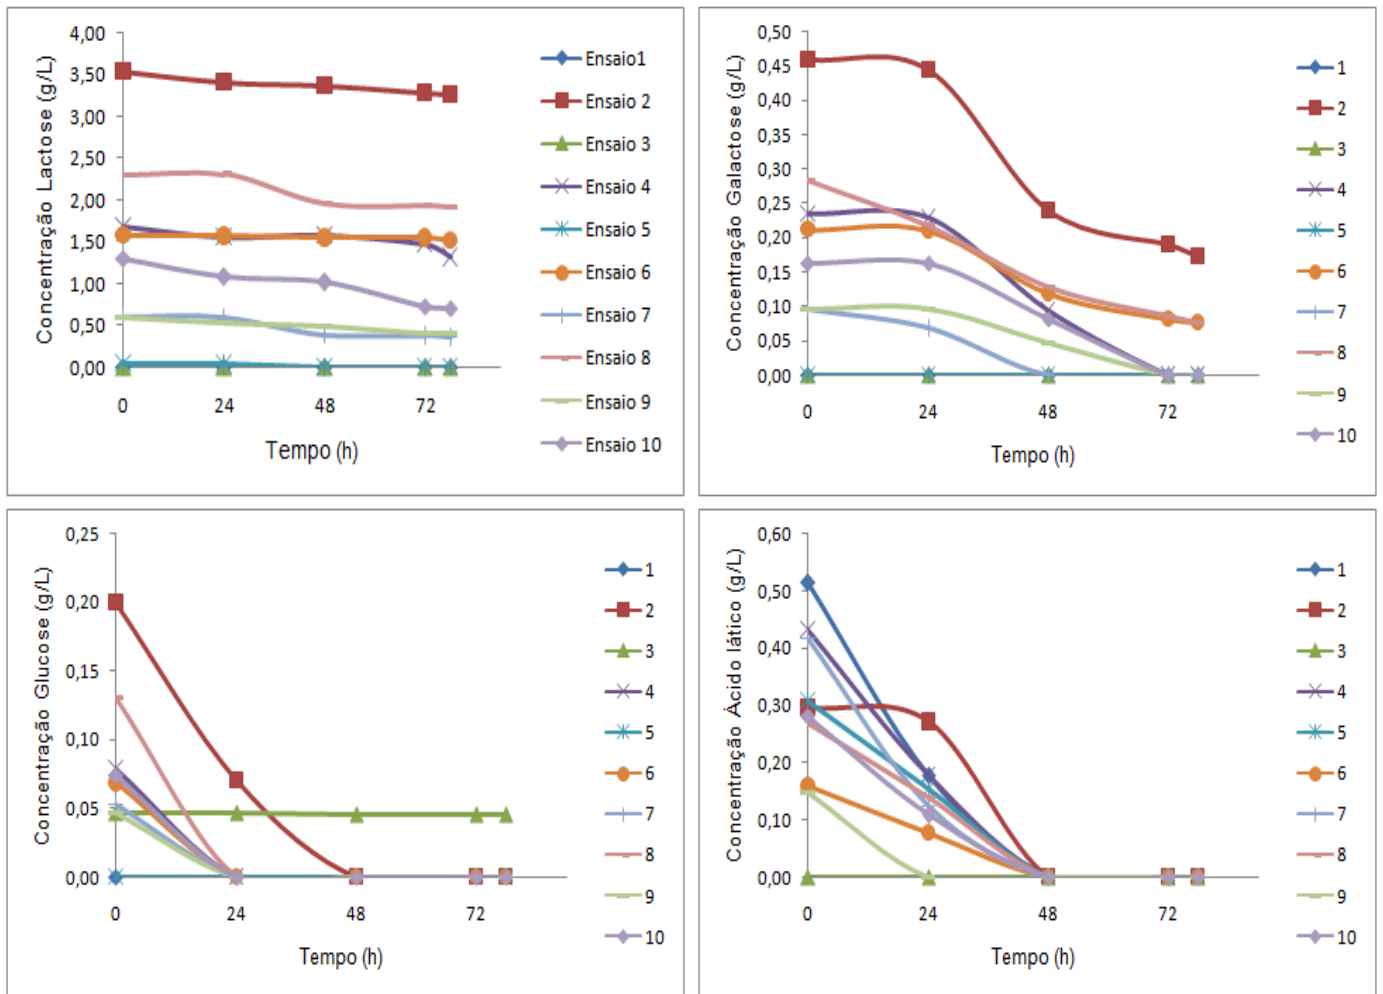 Concentração Lactose (g/L)
4,00
3,50
3,00
2,50
2,00
1,50
1,00
0,50
0,00
0 24 48 72
Tempo (h)
Ensaio1
Ensaio 2
Ensaio 3
Ensaio 4
Ensaio 5
Ensaio 6
Ensaio 7
Ensaio 8
Ensaio 9
Ensaio 10
Concentração Galactose (g/L)
0,50
0,45
0,40
0,35
0,30
0,25
0,20
0,15
0,10
0,05
0,00
0 24 48 72
Tempo (h)
1
2
3
4
5
6
7
8
9
10
Concentração Glucose (g/L)
0,25
0,20
0,15
0,10
0,05
0,00
0 24 48 72
Tempo (h)
1
2
3
4
5
6
7
8
9
10
Concentração Àcido lático (g/L)
0,60
0,50
0,40
0,30
0,20
0,10
0,00
0 24 48 72
Tempo (h)
1
2
3
4
5
6
7
8
9
10